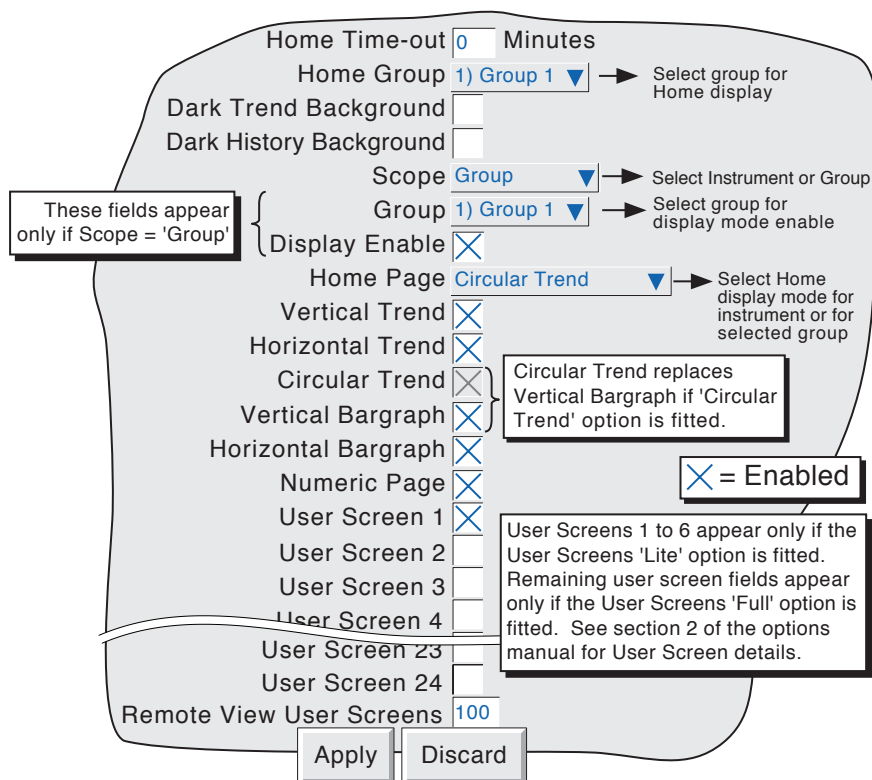 Home Time-out 0 Minutes
Home Group 1) Group 1
Select group for
Home display
Dark Trend Background
Dark History Background
Scope Group
Select Instrument or Group
These fields appear
only if Scope = 'Group'
Group 1) Group 1
Select group for
display mode enable
Display Enable
Home Page Circular Trend
Select Home
display mode for
instrument or for
selected group
Vertical Trend
Horizontal Trend
Circular Trend
Vertical Bargraph
Circular Trend replaces
Vertical Bargraph if 'Circular
Trend' option is fitted.
Horizontal Bargraph
Numeric Page
= Enabled
User Screen 1
User Screen 2
User Screen 3
User Screen 4
User Screen 23
User Screen 24
User Screens 1 to 6 appear only if the
User Screens 'Lite' option is fitted.
Remaining user screen fields appear
only if the User Screens 'Full' option is
fitted. See section 2 of the options
manual for User Screen details.
Remote View User Screens 100
Apply Discard